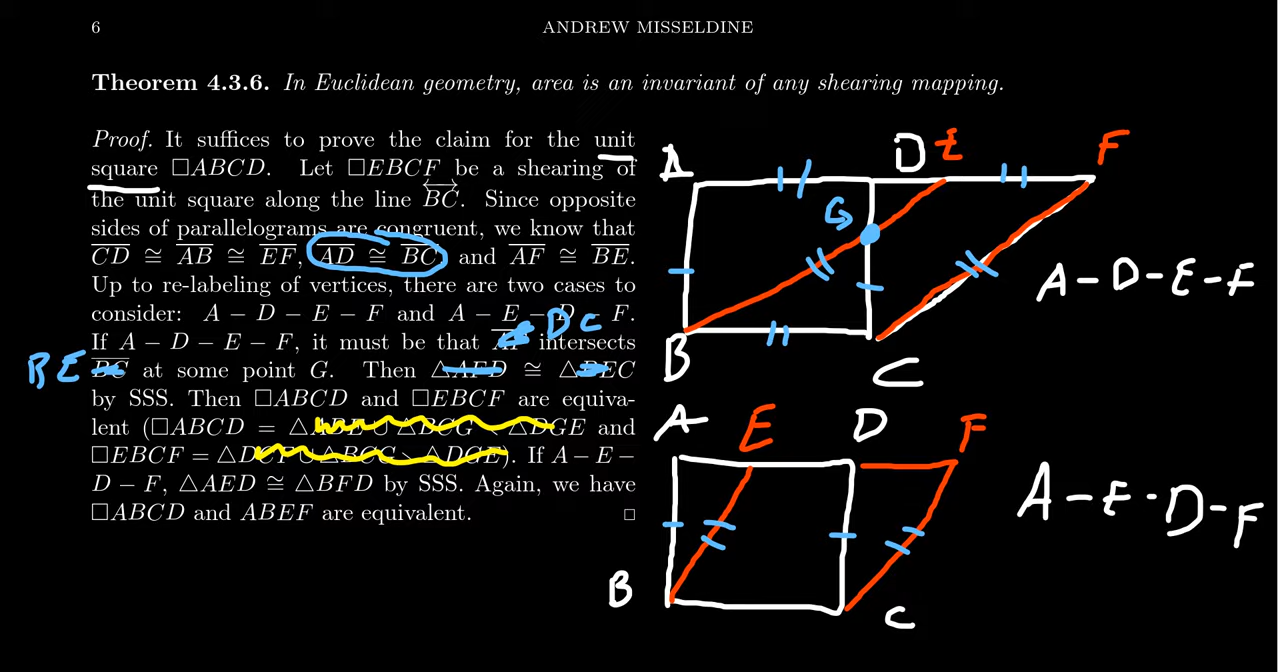 6 ANDREW MISSELDINE
Theorem 4.3.6. In Euclidean geometry, area is an invariant of any shearing mapping.
Proof. It suffices to prove the claim for the unit
square □ABCD. Let □EBCF be a shearing of
the unit square along the line BC. Since opposite
sides of parallelograms are congruent, we know that
CD ≅ AB ≅ EF, AD ≅ BC, and AF ≅ BE.
Up to re-labeling of vertices, there are two cases to
consider: A − D − E − F and A − E − D − F.
If A − D − E − F, it must be that AF intersects
DC
BE
BC at some point G. Then △AED ≅ △BEC
by SSS. Then □ABCD and □EBCF are equiva-
lent (□ABCD = △ABE ∪ △BCG ∖ △DGE and
□EBCF = △DCF ∪ △BCG ∖ △DGE). If A − E −
D − F, △AED ≅ △BFD by SSS. Again, we have
□ABCD and ABEF are equivalent. □
A D E F
G
A - D - E - F
B C
A E D F
A - E - D - F
B C